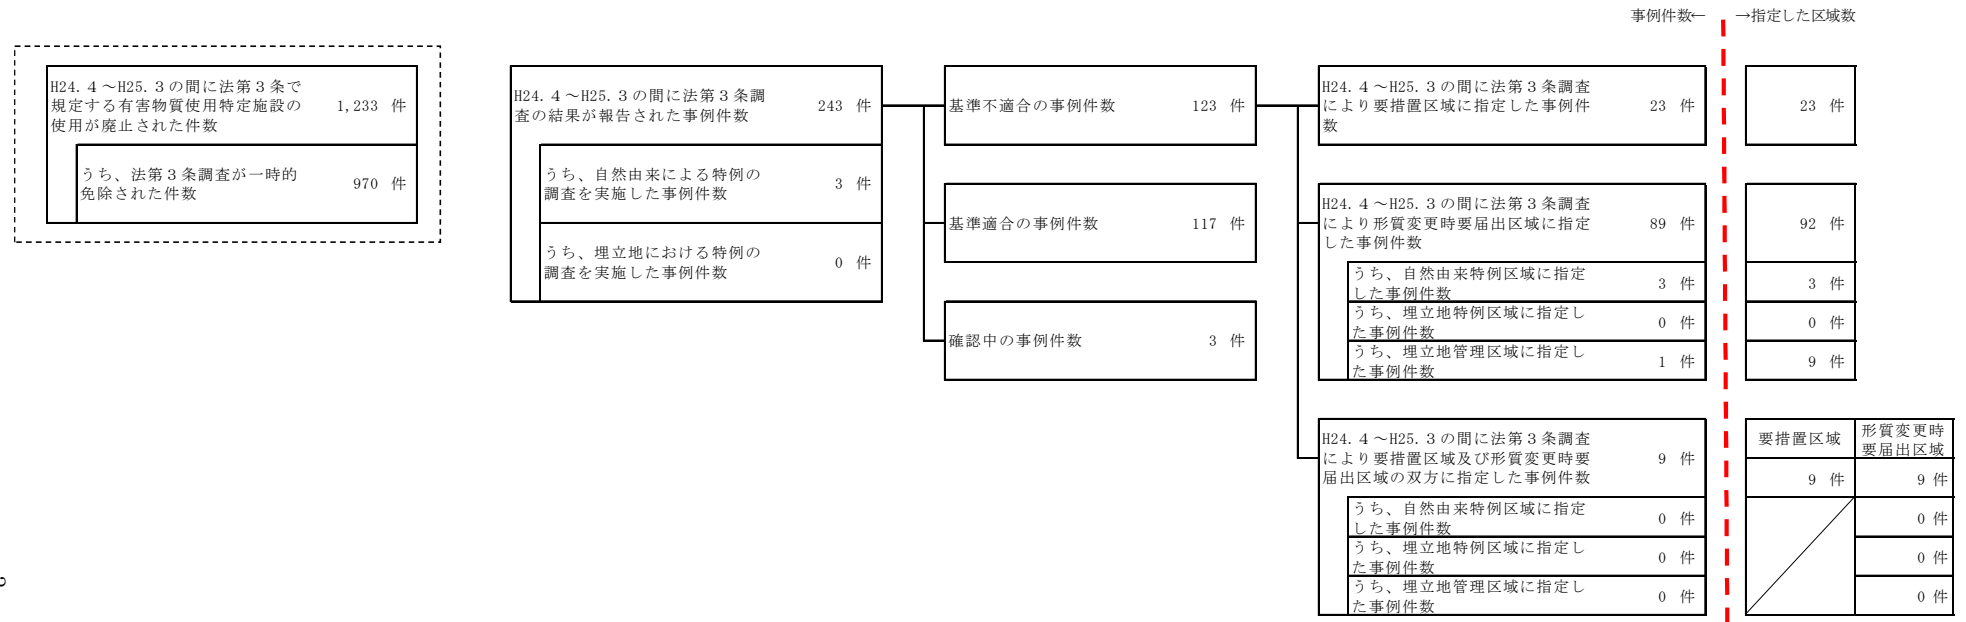 事例件数←
→指定した区域数
H24.４～H25.３の間に法第３条で
規定する有害物質使用特定施設の
使用が廃止された件数
1,233 件
うち、法第３条調査が一時的
免除された件数
970 件
H24.４～H25.３の間に法第３条調
査の結果が報告された事例件数
243 件
うち、自然由来による特例の
調査を実施した事例件数
3 件
うち、埋立地における特例の
調査を実施した事例件数
0 件
基準不適合の事例件数
123 件
基準適合の事例件数
117 件
確認中の事例件数
3 件
H24.４～H25.３の間に法第３条調査
により要措置区域に指定した事例件
数
23 件
23 件
H24.４～H25.３の間に法第３条調査
により形質変更時要届出区域に指定
した事例件数
89 件
92 件
うち、自然由来特例区域に指定
した事例件数
3 件
3 件
うち、埋立地特例区域に指定し
た事例件数
0 件
0 件
うち、埋立地管理区域に指定し
た事例件数
1 件
9 件
H24.４～H25.３の間に法第３条調査
により要措置区域及び形質変更時要
届出区域の双方に指定した事例件数
9 件
要措置区域
形質変更時
要届出区域
9 件
9 件
うち、自然由来特例区域に指定
した事例件数
0 件
0 件
うち、埋立地特例区域に指定し
た事例件数
0 件
0 件
うち、埋立地管理区域に指定し
た事例件数
0 件
0 件